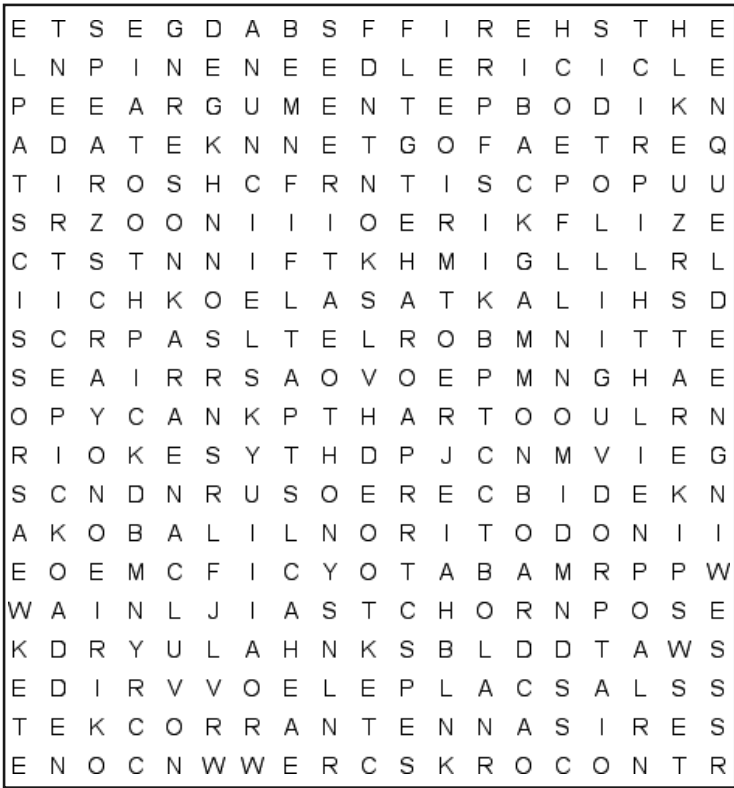 E T S E G D A B S F F I R E H S T H E
L N P I N E N E E D L E R I C I C L E
P E E A R G U M E N T E P B O D I K N
A D A T E K N N E T G O F A E T R E Q
T I R O S H C F R N T I S C P O P U U
S R Z O O N I I I O E R I K F L I Z E
C T S T N N I F T K H M I G L L L R L
I I C H K O E L A S A T K A L I H S D
S C R P A S L T E L R O B M N I T T E
S E A I R R S A O V O E P M N G H A E
O P Y C A N K P T H A R T O O U L R N
R I O K E S Y T H D P J C N M V I E G
S C N D N R U S O E R E C B I D E K N
A K O B A L I L N O R I T O D O N I I
E O E M C F I C Y O T A B A M R P P W
W A I N L J I A S T C H O R N P O S E
K D R Y U L A H N K S B L D D T A W S
E D I R V V O E L E P L A C S A L S S
T E K C O R R A N T E N N A S I R E S
E N O C N W W E R C S K R O C O N T R